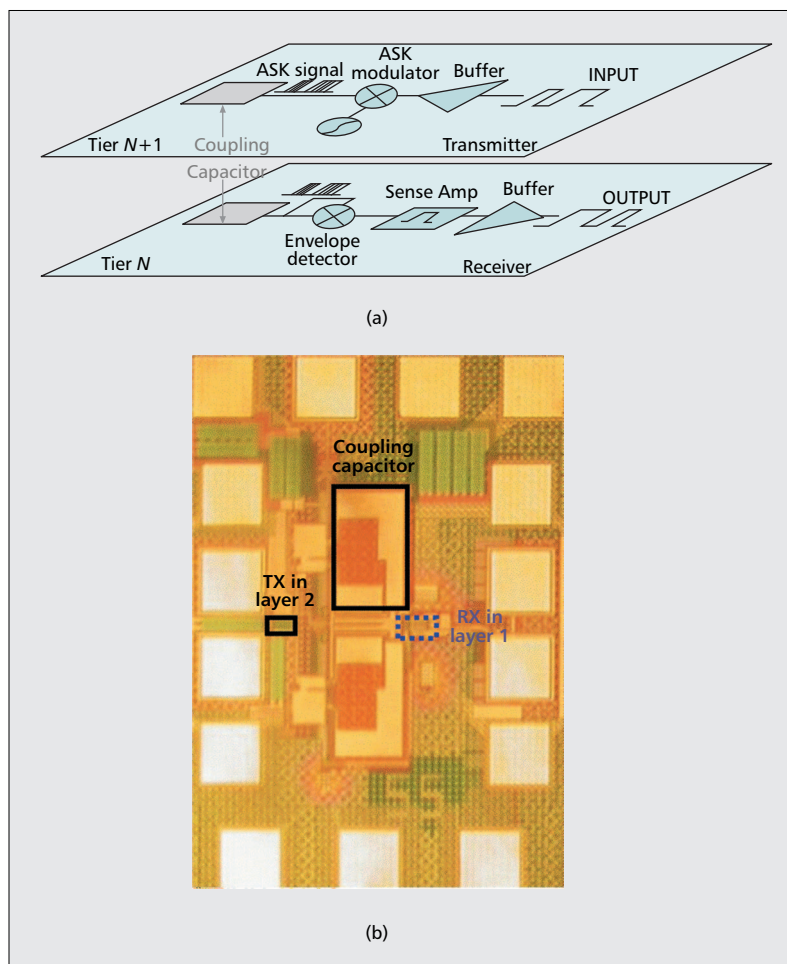 ASK signal
ASK
modulator
Buffer
INPUT
Tier N+1
Coupling
Capacitor
Transmitter
Sense Amp
Buffer
OUTPUT
Envelope
detector
Tier N
Receiver
(a)
Coupling
capacitor
TX in
layer 2
RX in
layer 1
(b)